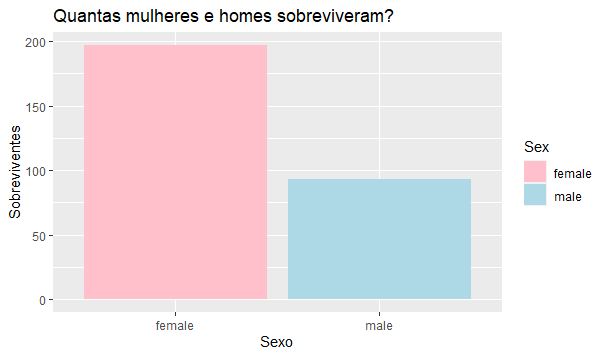 Quantas mulheres e homes sobreviveram?
200
150
100
50
0
Sobreviventes
female
male
Sexo
Sex
female
male